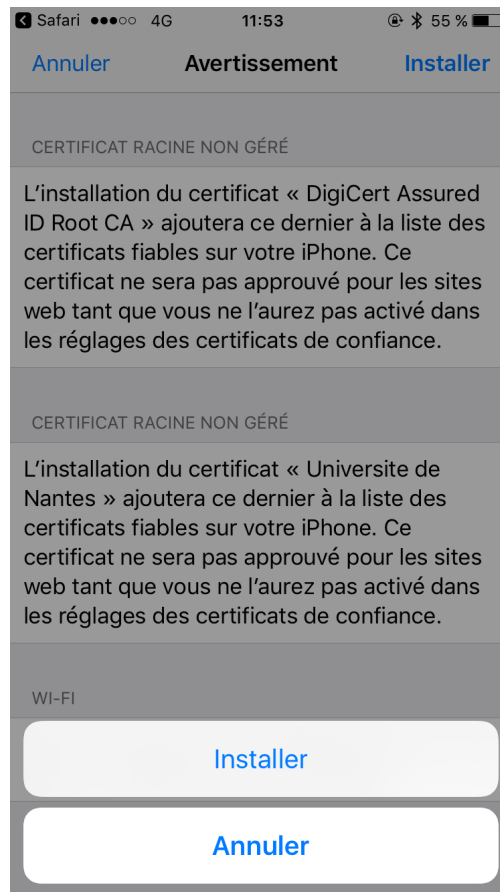 Safari 4G 11:53 55 %
Annuler Avertissement Installer
CERTIFICAT RACINE NON GÉRÉ
L’installation du certificat « DigiCert Assured
ID Root CA » ajoutera ce dernier à la liste des
certificats fiables sur votre iPhone. Ce
certificat ne sera pas approuvé pour les sites
web tant que vous ne l’aurez pas activé dans
les réglages des certificats de confiance.
CERTIFICAT RACINE NON GÉRÉ
L’installation du certificat « Universite de
Nantes » ajoutera ce dernier à la liste des
certificats fiables sur votre iPhone. Ce
certificat ne sera pas approuvé pour les sites
web tant que vous ne l’aurez pas activé dans
les réglages des certificats de confiance.
WI-FI
Installer
Annuler